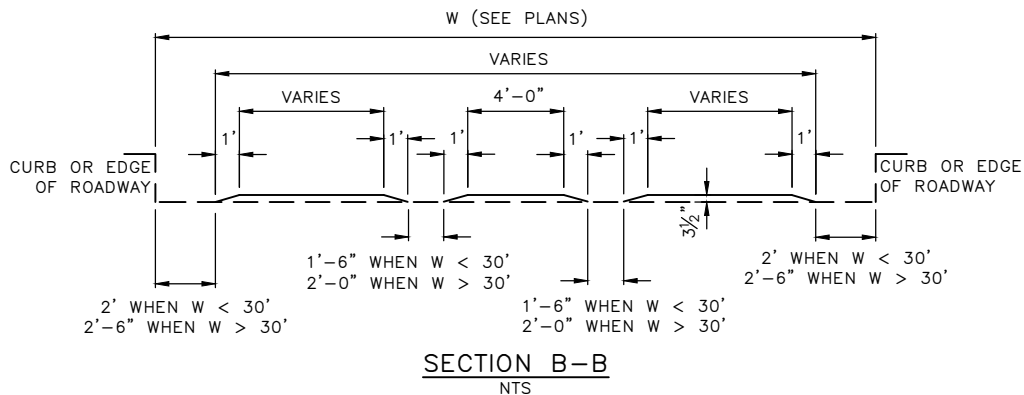 W (SEE PLANS)
VARIES
VARIES
4'-0"
VARIES
1'
1'
1'
1'
1'
1'
CURB OR EDGE
OF ROADWAY
CURB OR EDGE
OF ROADWAY
3½"
1'-6" WHEN W < 30'
2'-0" WHEN W > 30'
2' WHEN W < 30'
2'-6" WHEN W > 30'
2' WHEN W < 30'
2'-6" WHEN W > 30'
1'-6" WHEN W < 30'
2'-0" WHEN W > 30'
SECTION B-B
NTS